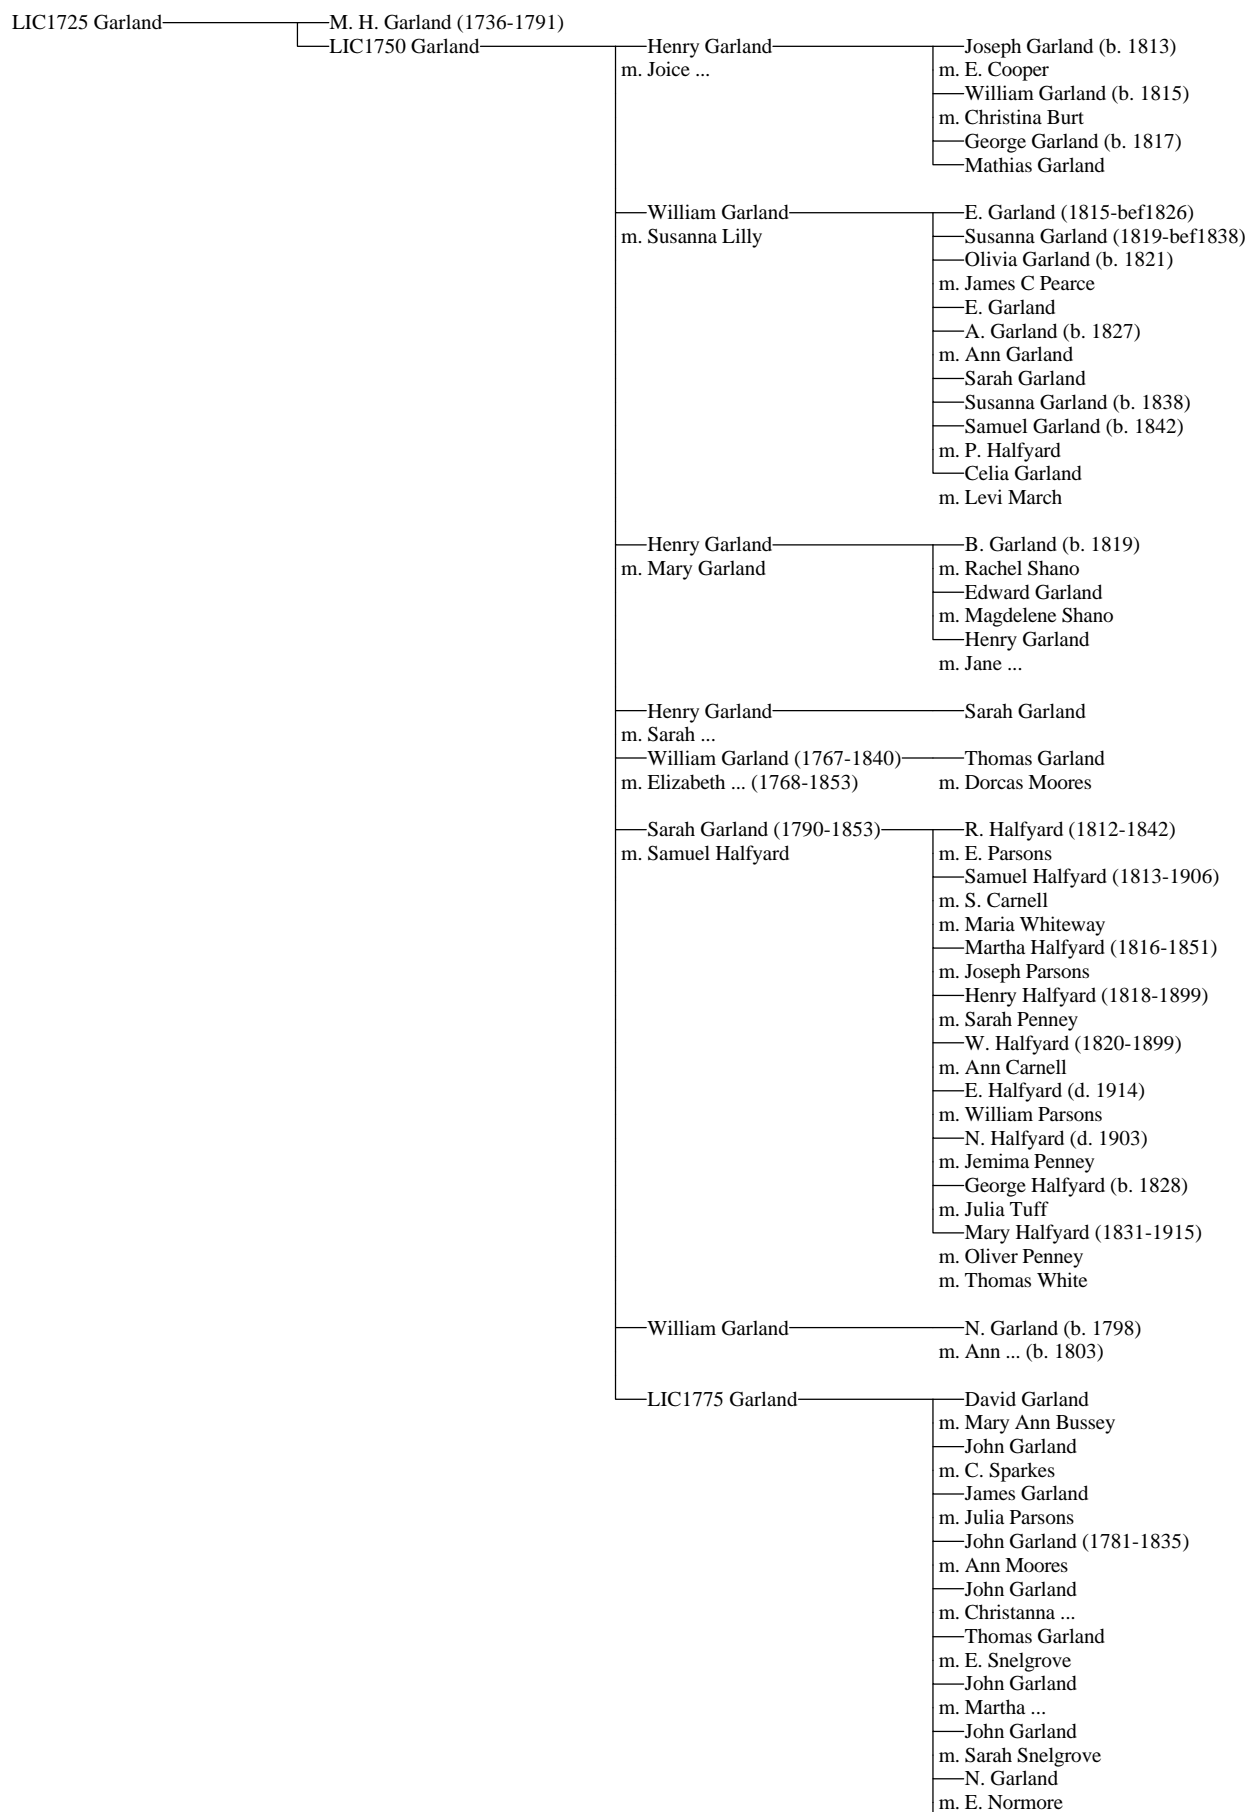 LIC1725 Garland M. H. Garland (1736-1791)
LIC1750 Garland Henry Garland Joseph Garland (b. 1813)
m. Joice ... m. E. Cooper
William Garland (b. 1815)
m. Christina Burt
George Garland (b. 1817)
Mathias Garland
William Garland E. Garland (1815-bef1826)
m. Susanna Lilly Susanna Garland (1819-bef1838)
Olivia Garland (b. 1821)
m. James C Pearce
E. Garland
A. Garland (b. 1827)
m. Ann Garland
Sarah Garland
Susanna Garland (b. 1838)
Samuel Garland (b. 1842)
m. P. Halfyard
Celia Garland
m. Levi March
Henry Garland B. Garland (b. 1819)
m. Mary Garland m. Rachel Shano
Edward Garland
m. Magdelene Shano
Henry Garland
m. Jane ...
Henry Garland Sarah Garland
m. Sarah ...
William Garland (1767-1840) Thomas Garland
m. Elizabeth ... (1768-1853) m. Dorcas Moores
Sarah Garland (1790-1853) R. Halfyard (1812-1842)
m. Samuel Halfyard m. E. Parsons
Samuel Halfyard (1813-1906)
m. S. Carnell
m. Maria Whiteway
Martha Halfyard (1816-1851)
m. Joseph Parsons
Henry Halfyard (1818-1899)
m. Sarah Penney
W. Halfyard (1820-1899)
m. Ann Carnell
E. Halfyard (d. 1914)
m. William Parsons
N. Halfyard (d. 1903)
m. Jemima Penney
George Halfyard (b. 1828)
m. Julia Tuff
Mary Halfyard (1831-1915)
m. Oliver Penney
m. Thomas White
William Garland N. Garland (b. 1798)
m. Ann ... (b. 1803)
LIC1775 Garland David Garland
m. Mary Ann Bussey
John Garland
m. C. Sparkes
James Garland
m. Julia Parsons
John Garland (1781-1835)
m. Ann Moores
John Garland
m. Christanna ...
Thomas Garland
m. E. Snelgrove
John Garland
m. Martha ...
John Garland
m. Sarah Snelgrove
N. Garland
m. E. Normore